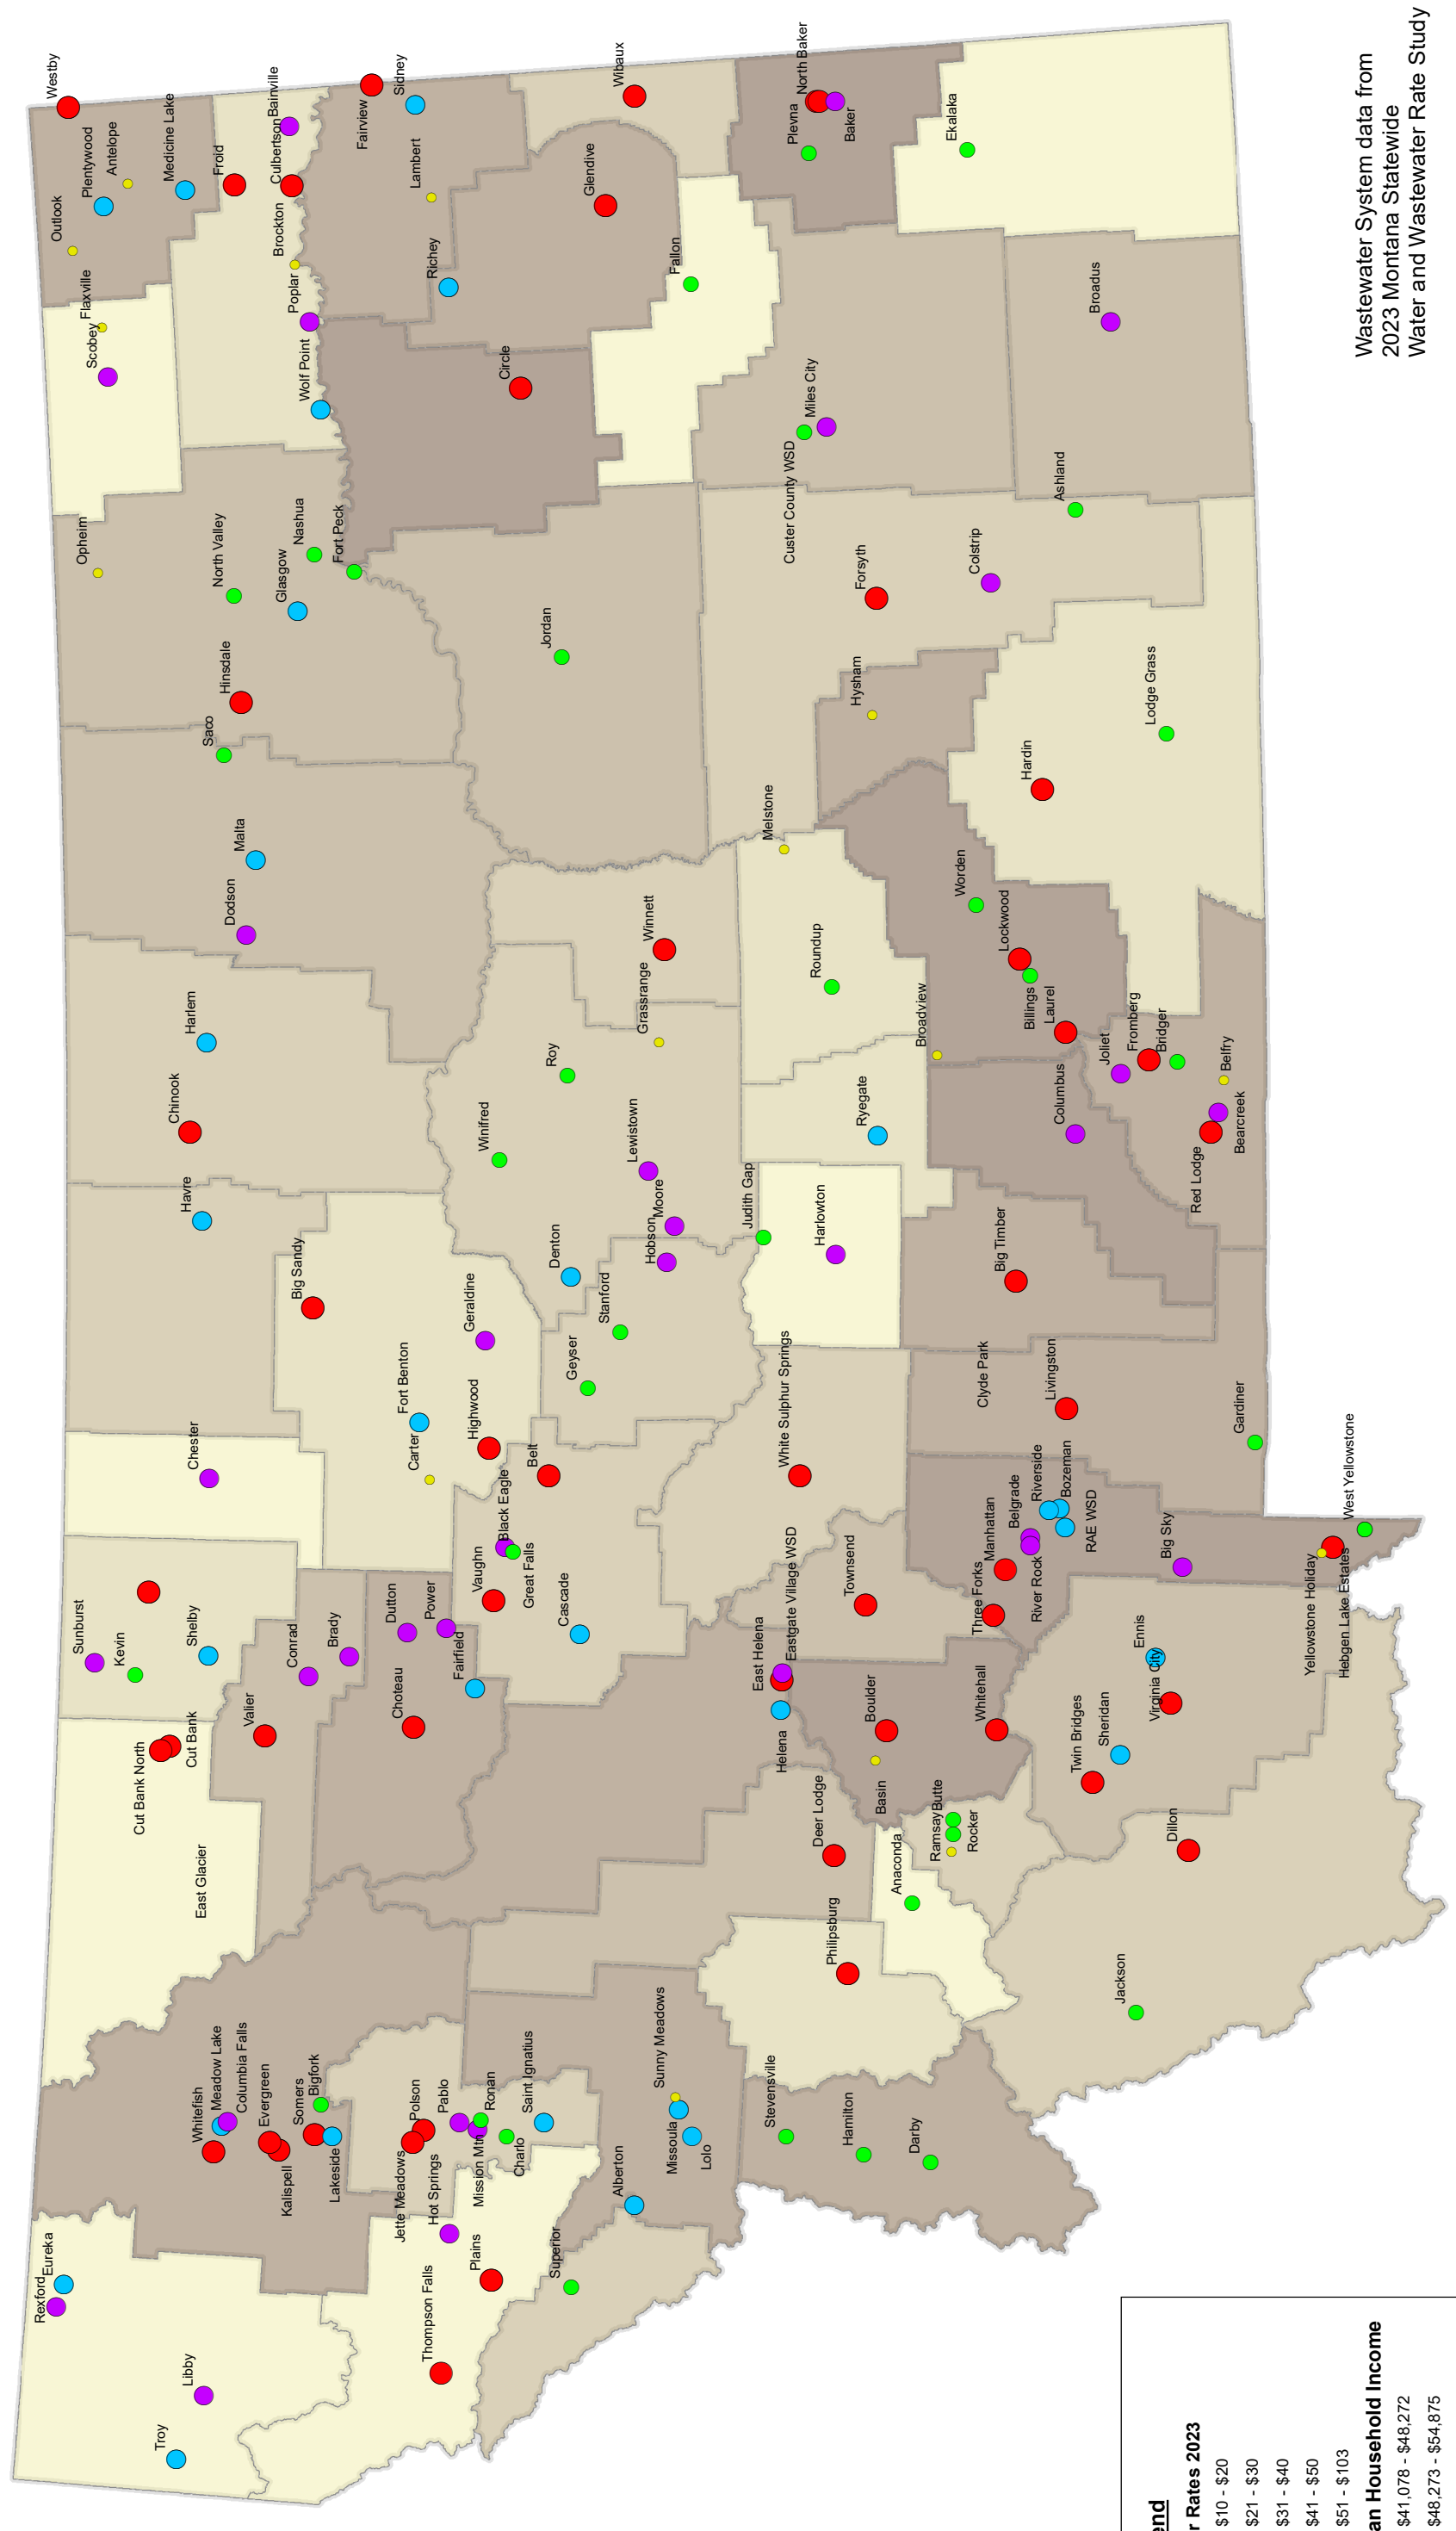 Westby
Outlook
Plentywood
Antelope
Medicine Lake
Flaxville
Scobey
Froid
Bainville
Culbertson
Brockton
Poplar
Wolf Point
Fairview
Sidney
Lambert
Richey
Circle
Glendive
Wibaux
Fallon
Plevna
North Baker
Baker
Ekalaka
Broadus
Miles City
Custer County WSD
Ashland
Colstrip
Forsyth
Hysham
Opheim
North Valley
Nashua
Glasgow
Fort Peck
Hinsdale
Saco
Malta
Dodson
Jordan
Melstone
Hardin
Lodge Grass
Worden
Lockwood
Billings
Laurel
Broadview
Roundup
Winnett
Grassrange
Roy
Winifred
Lewistown
Moore
Hobson
Denton
Stanford
Geyser
Judith Gap
Harlowton
Ryegate
Columbus
Joliet
Fromberg
Bridger
Belfry
Bearcreek
Red Lodge
Big Timber
Harlem
Chinook
Havre
Big Sandy
Geraldine
Fort Benton
Carter
Highwood
Belt
Black Eagle
Great Falls
Vaughn
Cascade
Chester
Sunburst
Kevin
Shelby
Conrad
Brady
Valier
Dutton
Power
Fairfield
Choteau
Cut Bank
Cut Bank North
East Glacier
White Sulphur Springs
Clyde Park
Livingston
Gardiner
West Yellowstone
Yellowstone Holiday
Hebgen Lake Estates
Big Sky
Bozeman
Riverside
RAE WSD
Belgrade
River Rock
Manhattan
Three Forks
Townsend
Eastgate Village WSD
East Helena
Helena
Boulder
Basin
Whitehall
Ennis
Virginia City
Sheridan
Twin Bridges
Dillon
Jackson
Butte
Ramsay
Rocker
Anaconda
Deer Lodge
Philipsburg
Whitefish
Meadow Lake
Columbia Falls
Evergreen
Kalispell
Somers
Bigfork
Lakeside
Polson
Jette Meadows
Pablo
Ronan
Mission Mtn
Charlo
Saint Ignatius
Hot Springs
Plains
Thompson Falls
Superior
Alberton
Sunny Meadows
Missoula
Lolo
Stevensville
Hamilton
Darby
Eureka
Rexford
Libby
Troy
Wastewater System data from
2023 Montana Statewide
Water and Wastewater Rate Study
end
r Rates 2023
$10 - $20
$21 - $30
$31 - $40
$41 - $50
$51 - $103
an Household Income
$41,078 - $48,272
$48,273 - $54,875